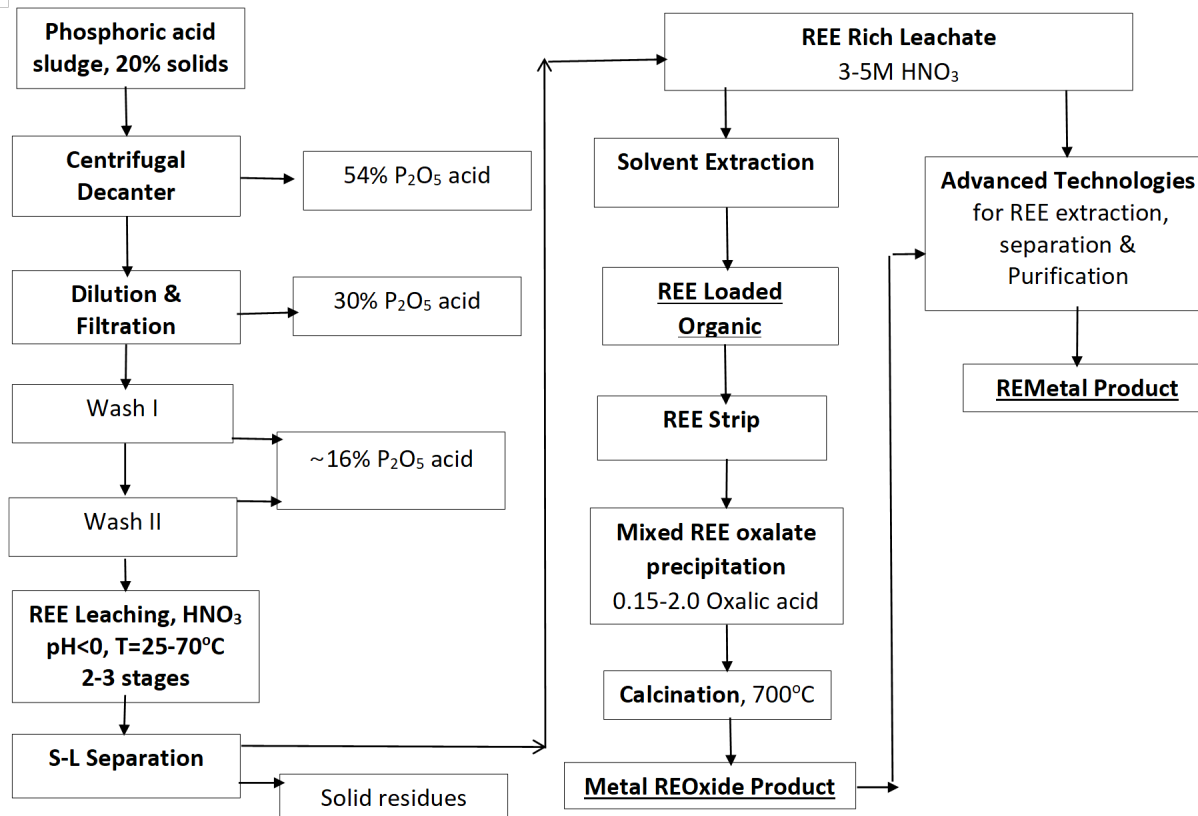 Phosphoric acid
sludge, 20% solids
Centrifugal
Decanter
54% P₂O₅ acid
Dilution &
Filtration
30% P₂O₅ acid
Wash I
~16% P₂O₅ acid
Wash II
REE Leaching, HNO₃
pH<0, T=25-70°C
2-3 stages
S-L Separation
Solid residues
REE Rich Leachate
3-5M HNO₃
Solvent Extraction
REE Loaded
Organic
REE Strip
Mixed REE oxalate
precipitation
0.15-2.0 Oxalic acid
Calcination, 700°C
Metal REOxide Product
Advanced Technologies
for REE extraction,
separation &
Purification
REMetal Product